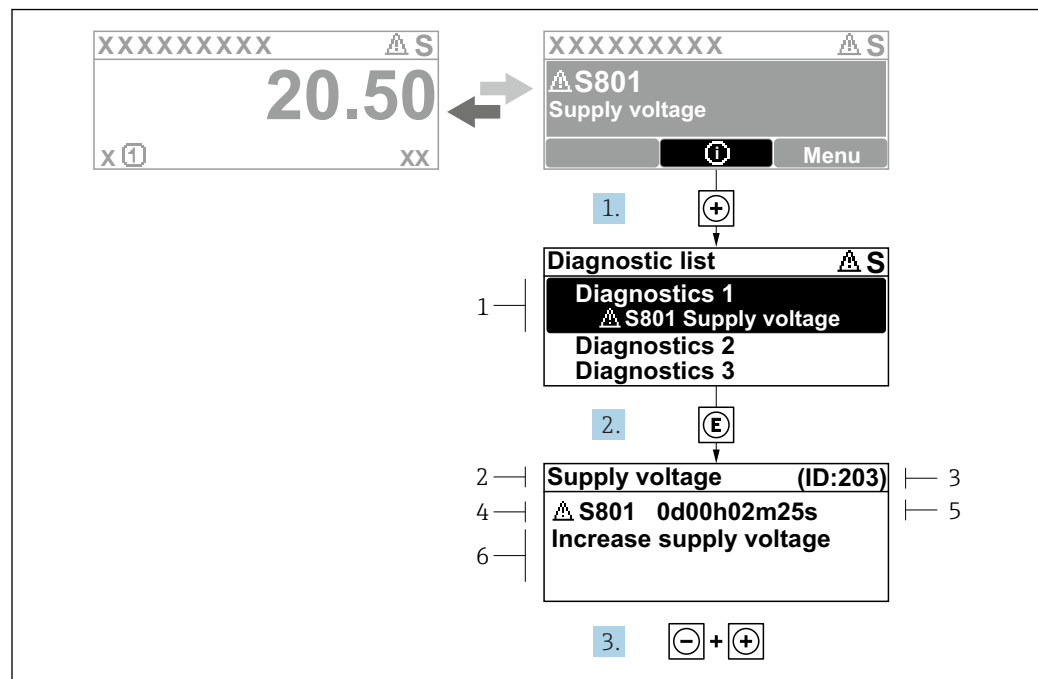 XXXXXXXXX ⚠ S
20.50
x ① xx
XXXXXXXXX ⚠ S
⚠ S801
Supply voltage
ⓘ Menu
1. ⊕
Diagnostic list ⚠ S
1
Diagnostics 1
⚠ S801 Supply voltage
Diagnostics 2
Diagnostics 3
2. Ⓔ
2 Supply voltage (ID:203) 3
4 ⚠ S801 0d00h02m25s 5
6 Increase supply voltage
3. ⊖ + ⊕